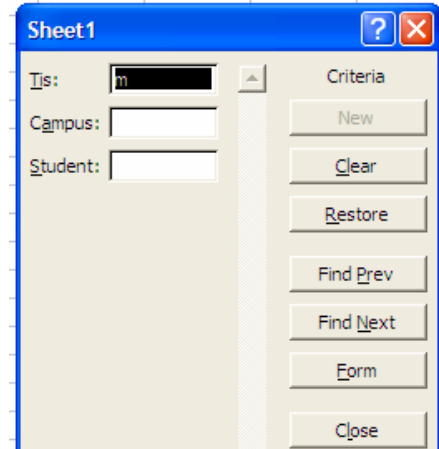 Sheet1
Tis: m
Campus:
Student:
Criteria
New
Clear
Restore
Find Prev
Find Next
Form
Close